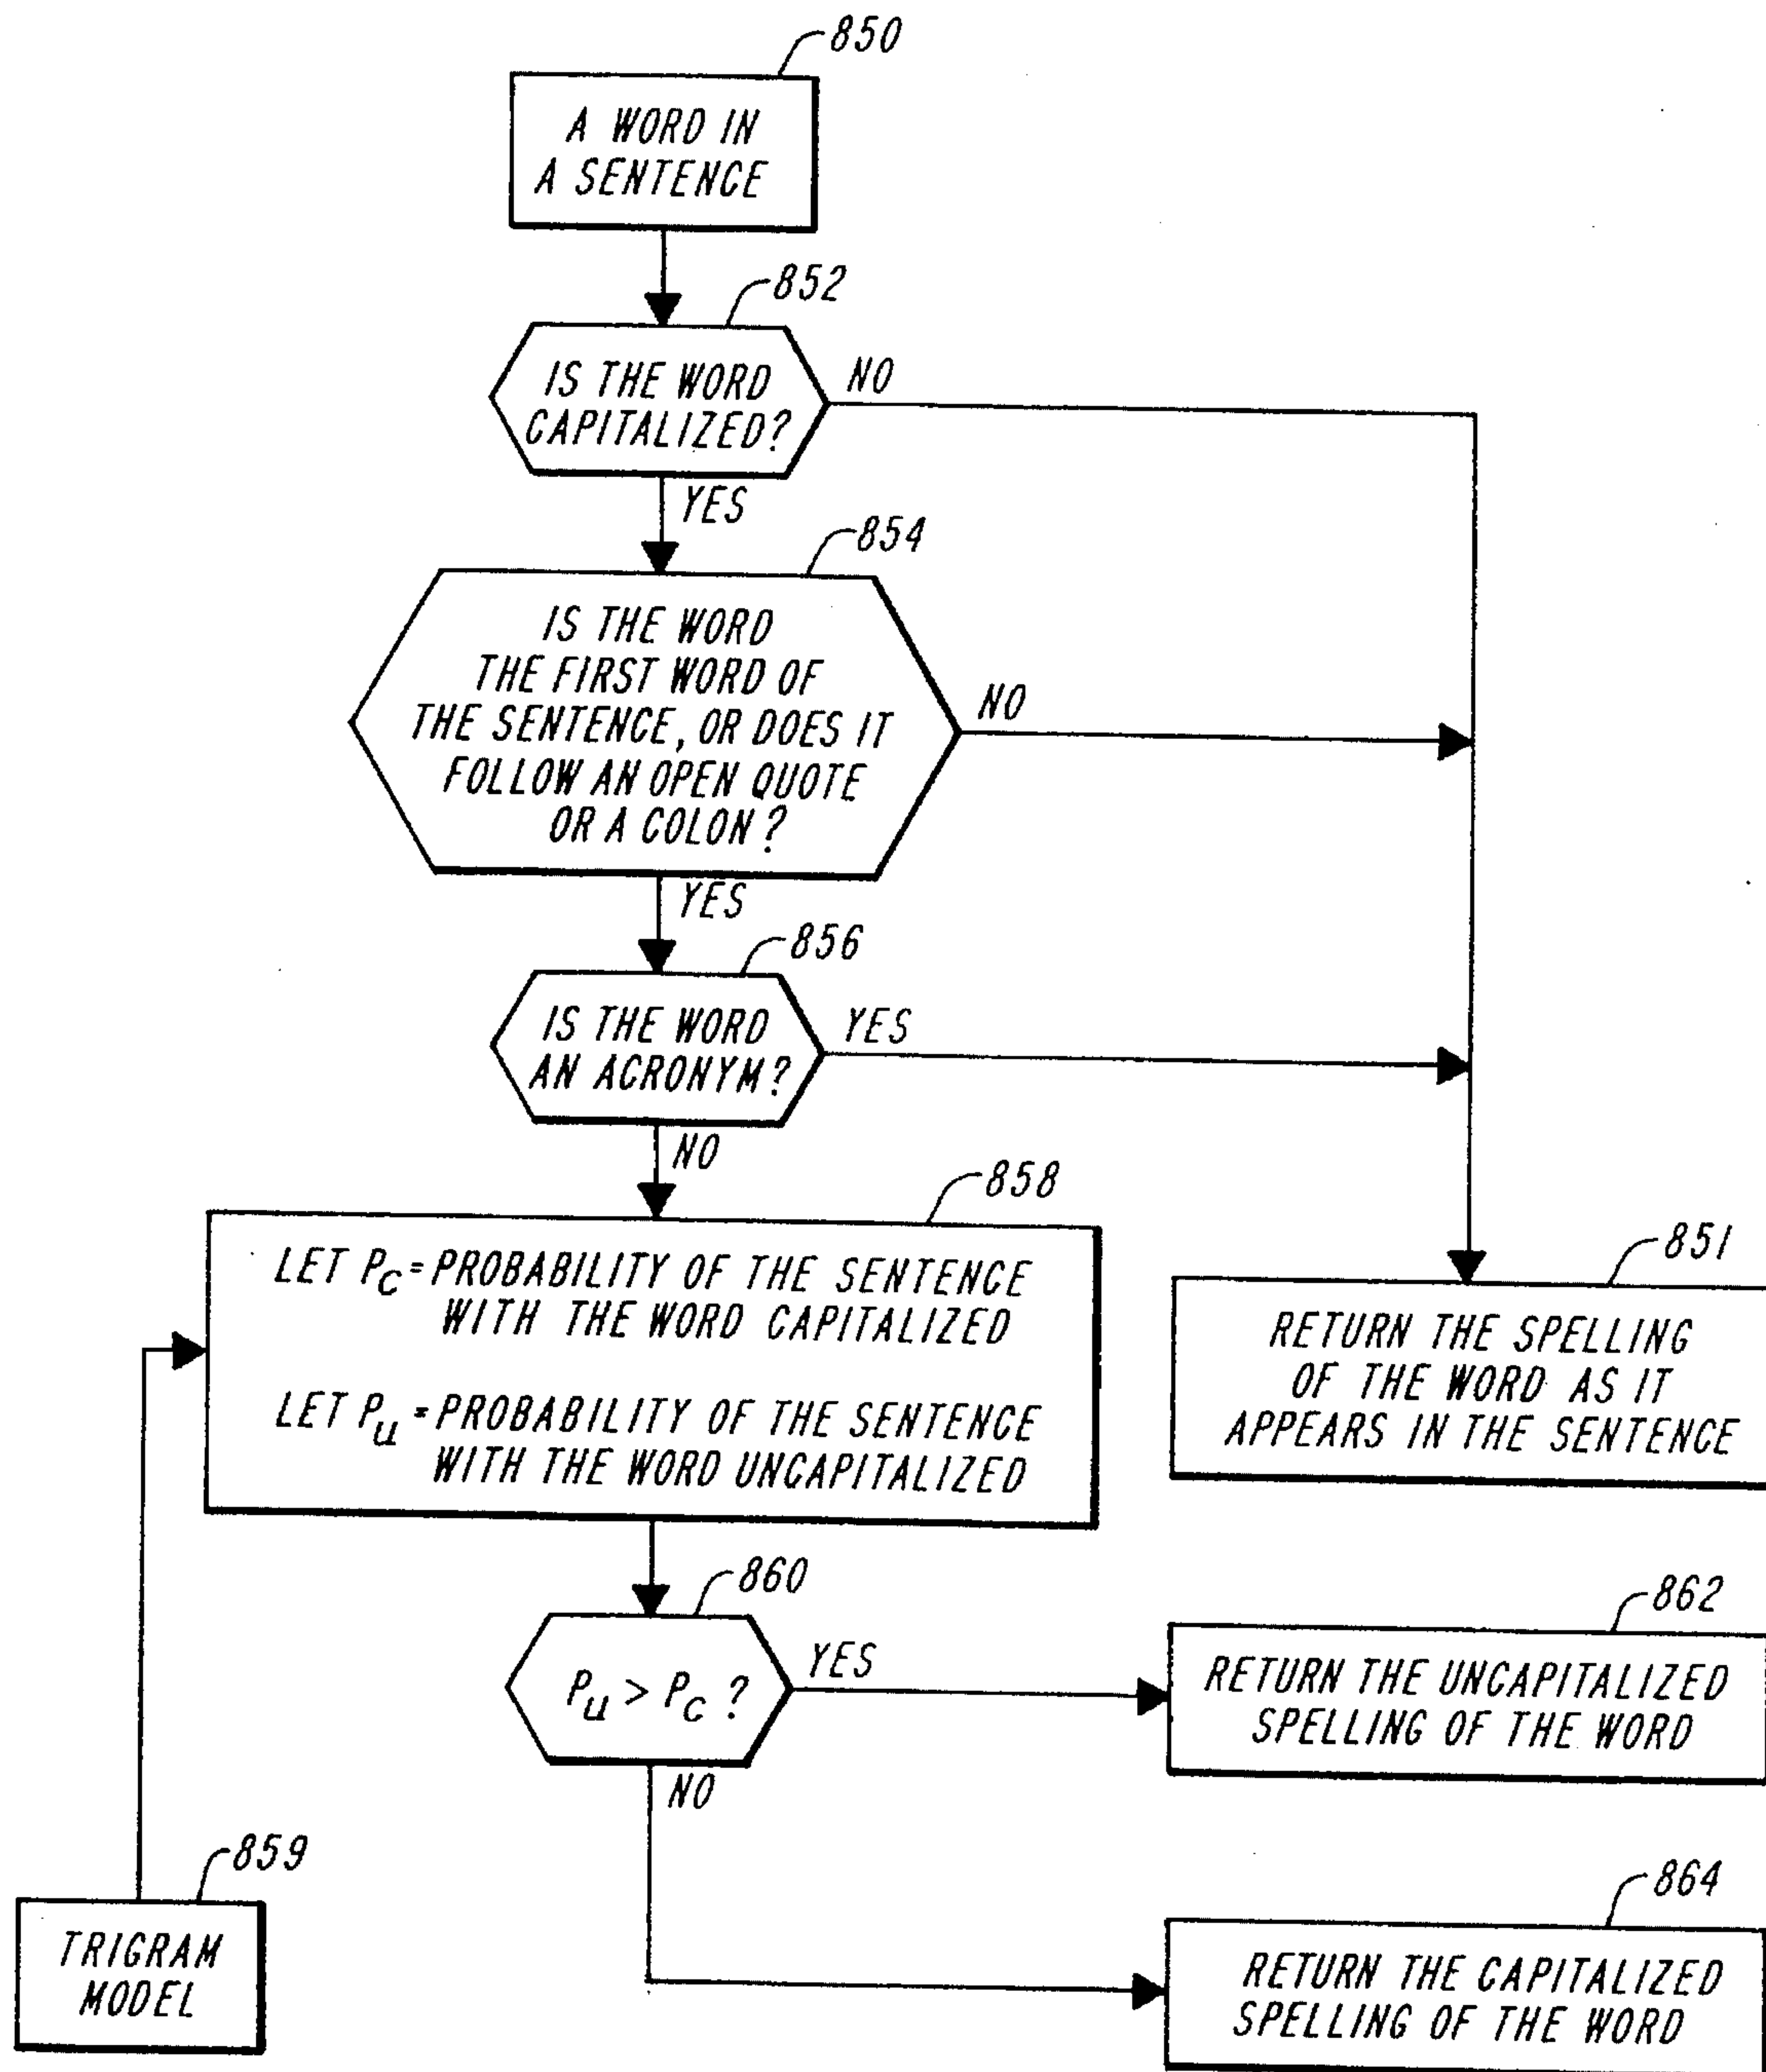 850
A WORD IN
A SENTENCE
852
IS THE WORD
CAPITALIZED?
NO
YES
854
IS THE WORD
THE FIRST WORD OF
THE SENTENCE, OR DOES IT
FOLLOW AN OPEN QUOTE
OR A COLON?
NO
YES
856
IS THE WORD
AN ACRONYM?
YES
NO
858
LET Pc = PROBABILITY OF THE SENTENCE
WITH THE WORD CAPITALIZED
LET Pu = PROBABILITY OF THE SENTENCE
WITH THE WORD UNCAPITALIZED
851
RETURN THE SPELLING
OF THE WORD AS IT
APPEARS IN THE SENTENCE
860
Pu > Pc ?
YES
NO
862
RETURN THE UNCAPITALIZED
SPELLING OF THE WORD
859
TRIGRAM
MODEL
864
RETURN THE CAPITALIZED
SPELLING OF THE WORD